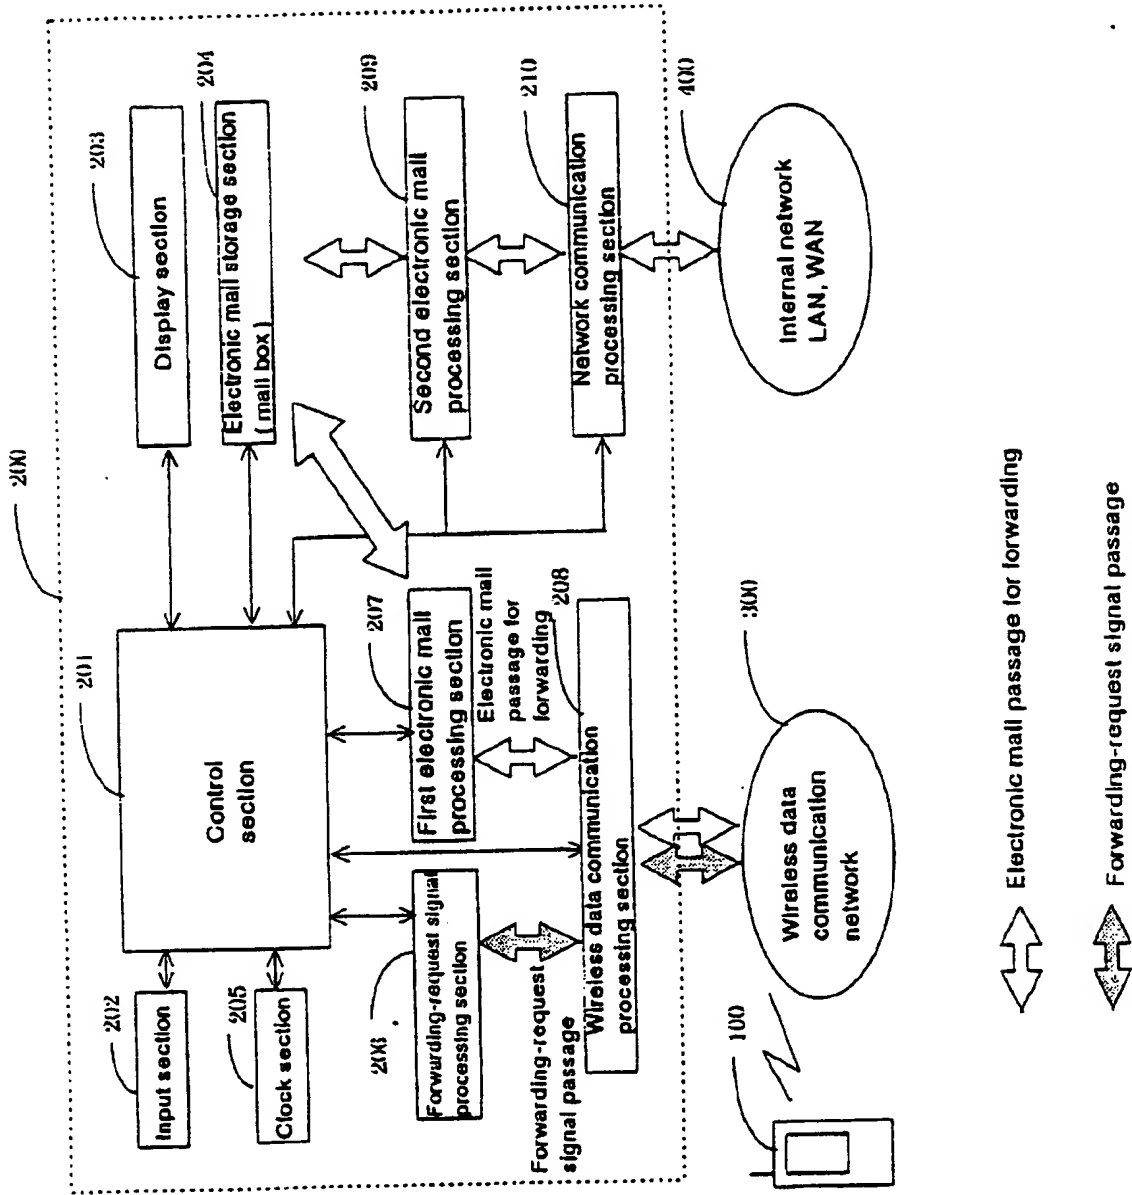 200
201
Control
section
202
Input section
205
Clock section
203
Display section
204
Electronic mail storage section
( mail box )
206
Forwarding-request signal
processing section
207
First electronic mail
processing section
209
Second electronic mail
processing section
210
Network communication
processing section
Electronic mail
passage for
forwarding
208
Wireless data communication
processing section
Forwarding-request
signal passage
100
300
Wireless data
communication
network
400
Internal network
LAN, WAN
Electronic mail passage for forwarding
Forwarding-request signal passage